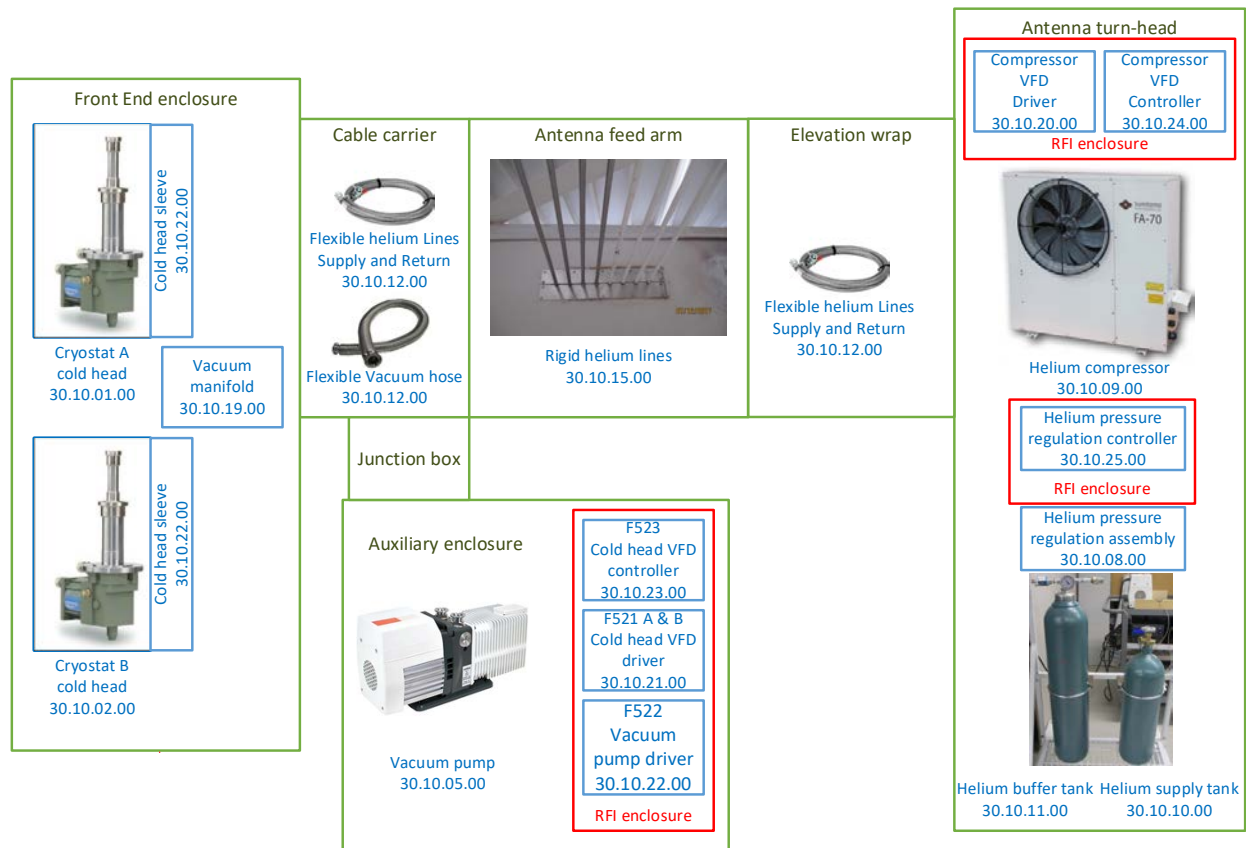 Front End enclosure
Cold head sleeve
30.10.22.00
Cryostat A
cold head
30.10.01.00
Vacuum
manifold
30.10.19.00
Cold head sleeve
30.10.22.00
Cryostat B
cold head
30.10.02.00
Cable carrier
Flexible helium Lines
Supply and Return
30.10.12.00
Flexible Vacuum hose
30.10.12.00
Antenna feed arm
Rigid helium lines
30.10.15.00
Elevation wrap
Flexible helium Lines
Supply and Return
30.10.12.00
Junction box
Auxiliary enclosure
Vacuum pump
30.10.05.00
F523
Cold head VFD
controller
30.10.23.00
F521 A & B
Cold head VFD
driver
30.10.21.00
F522
Vacuum
pump driver
30.10.22.00
RFI enclosure
Antenna turn-head
Compressor
VFD
Driver
30.10.20.00
Compressor
VFD
Controller
30.10.24.00
RFI enclosure
FA-70
Helium compressor
30.10.09.00
Helium pressure
regulation controller
30.10.25.00
RFI enclosure
Helium pressure
regulation assembly
30.10.08.00
Helium buffer tank
30.10.11.00
Helium supply tank
30.10.10.00